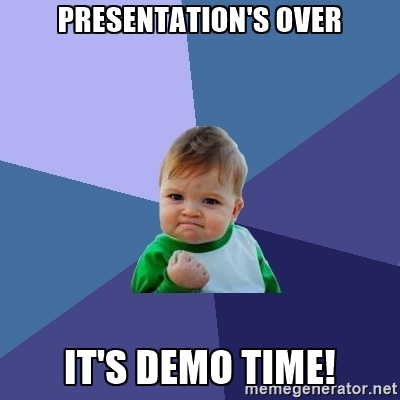 PRESENTATION'S OVER
IT'S DEMO TIME!
memegenerator.net